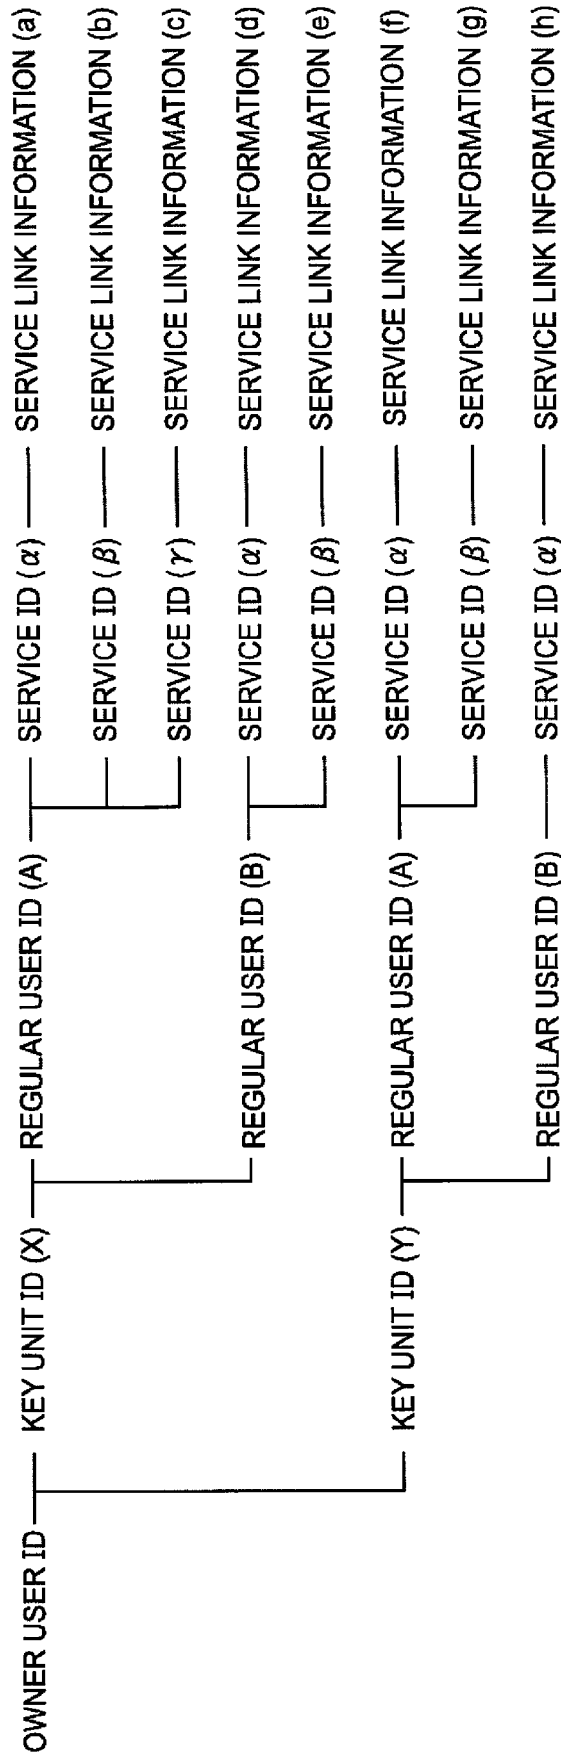 OWNER USER ID KEY UNIT ID (X) REGULAR USER ID (A) SERVICE ID (α) SERVICE LINK INFORMATION (a)
SERVICE ID (β) SERVICE LINK INFORMATION (b)
SERVICE ID (γ) SERVICE LINK INFORMATION (c)
REGULAR USER ID (B) SERVICE ID (α) SERVICE LINK INFORMATION (d)
SERVICE ID (β) SERVICE LINK INFORMATION (e)
KEY UNIT ID (Y) REGULAR USER ID (A) SERVICE ID (α) SERVICE LINK INFORMATION (f)
SERVICE ID (β) SERVICE LINK INFORMATION (g)
REGULAR USER ID (B) SERVICE ID (α) SERVICE LINK INFORMATION (h)